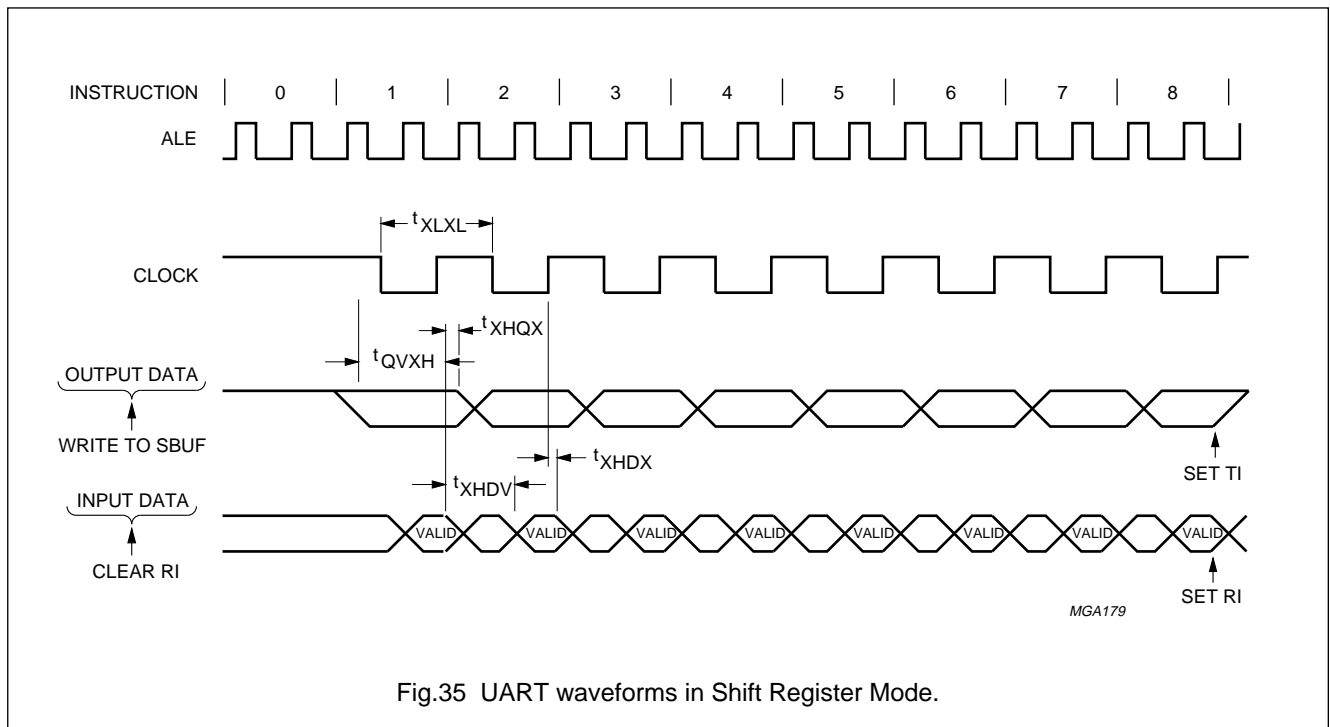 INSTRUCTION | 0 | 1 | 2 | 3 | 4 | 5 | 6 | 7 | 8 |
ALE
tXLXL
CLOCK
tXHQX
tQVXH
OUTPUT DATA
WRITE TO SBUF
tXHDX
SET TI
tXHDV
INPUT DATA
VALID VALID VALID VALID VALID VALID VALID VALID
CLEAR RI
SET RI
MGA179
Fig.35 UART waveforms in Shift Register Mode.